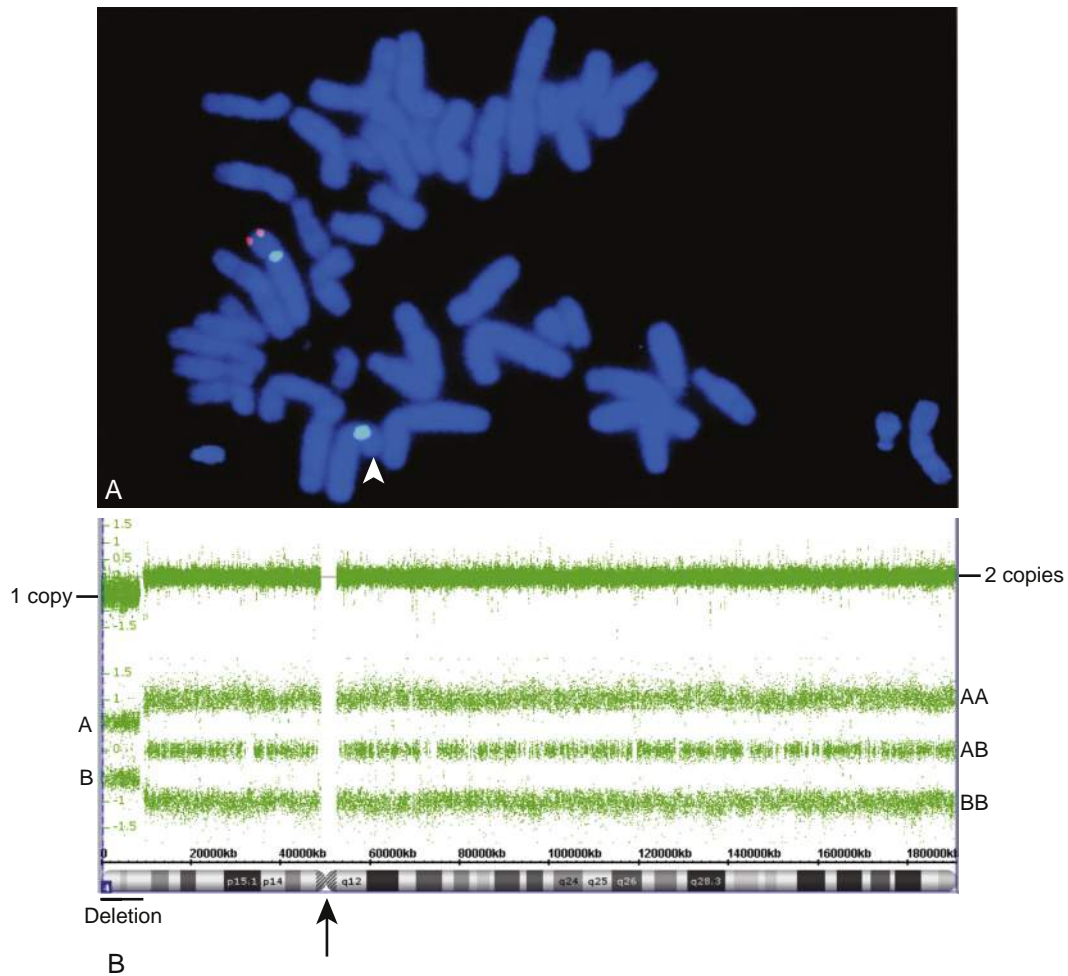 A
1.5
1
0.5
1 copy
2 copies
-1.5
1.5
1
AA
A
0
AB
B
-1
BB
-1.5
0 20000kb 40000kb 60000kb 80000kb 100000kb 120000kb 140000kb 160000kb 180000kb
p15.1 p14 q12 q24 q25 q26 q28.3
4
Deletion
B